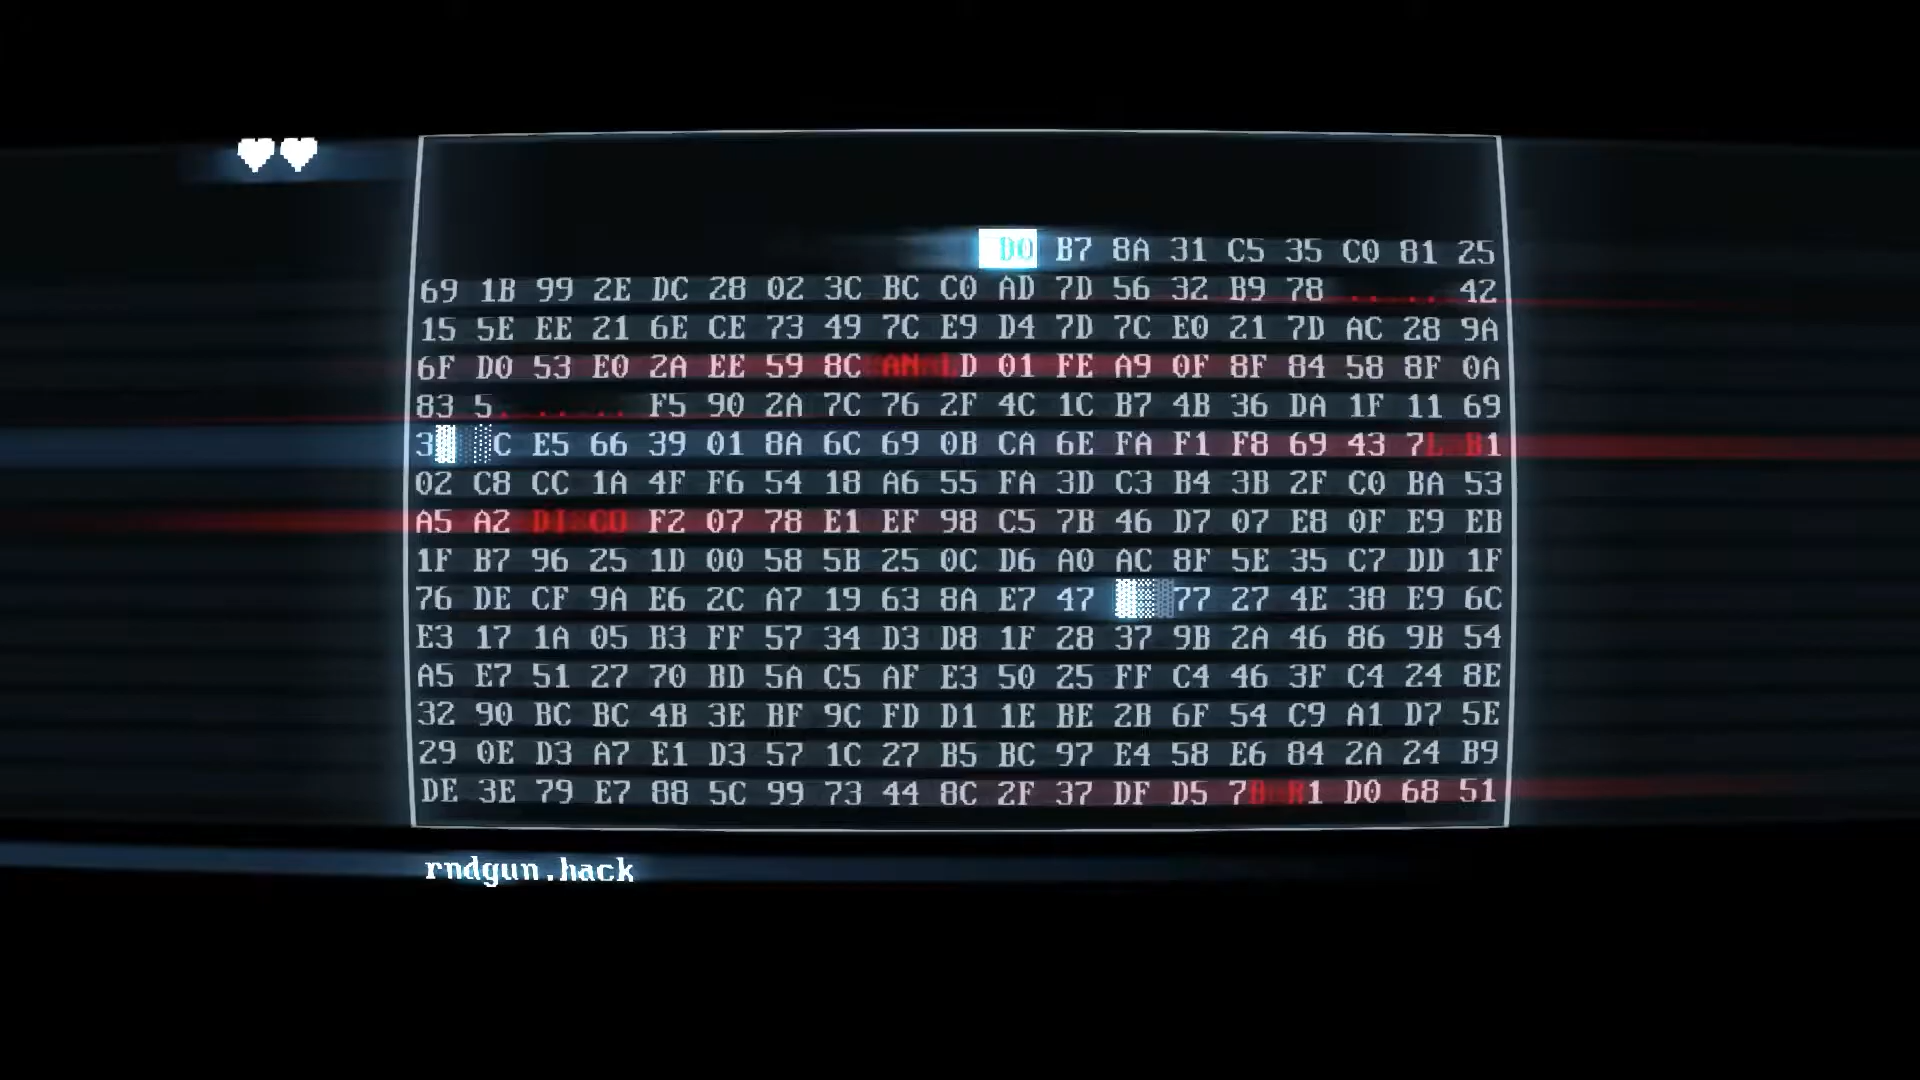 D0 B7 8A 31 C5 35 C0 81 25
69 1B 99 2E DC 28 02 3C BC C0 AD 7D 56 32 B9 78 ..... 42
15 5E EE 21 6E CE 73 49 7C E9 D4 7D 7C E0 21 7D AC 28 9A
6F D0 53 E0 2A EE 59 8C AN LD 01 FE A9 0F 8F 84 58 8F 0A
83 5. ..... F5 90 2A 7C 76 2F 4C 1C B7 4B 36 DA 1F 11 69
3 C E5 66 39 01 8A 6C 69 0B CA 6E FA F1 F8 69 43 7L B1
02 C8 CC 1A 4F F6 54 18 A6 55 FA 3D C3 B4 3B 2F C0 BA 53
A5 A2 DISCO F2 07 78 E1 EF 98 C5 7B 46 D7 07 E8 0F E9 EB
1F B7 96 25 1D 00 58 5B 25 0C D6 A0 AC 8F 5E 35 C7 DD 1F
76 DE CF 9A E6 2C A7 19 63 8A E7 47 77 27 4E 38 E9 6C
E3 17 1A 05 B3 FF 57 34 D3 D8 1F 28 37 9B 2A 46 86 9B 54
A5 E7 51 27 70 BD 5A C5 AF E3 50 25 FF C4 46 3F C4 24 8E
32 90 BC BC 4B 3E BF 9C FD D1 1E BE 2B 6F 54 C9 A1 D7 5E
29 0E D3 A7 E1 D3 57 1C 27 B5 BC 97 E4 58 E6 84 2A 24 B9
DE 3E 79 E7 88 5C 99 73 44 8C 2F 37 DF D5 7 R1 D0 68 51
rndgun.hack